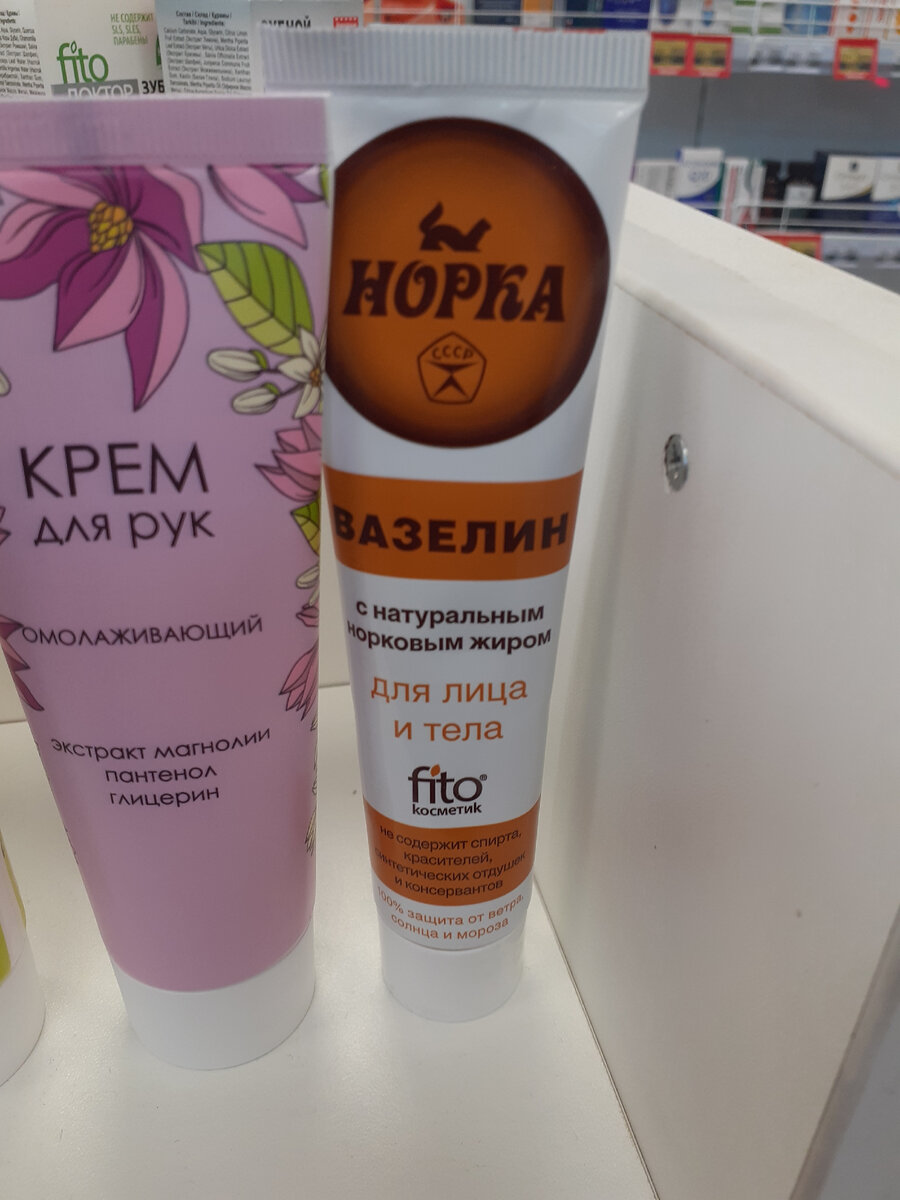 fito
ДОКТОР
НЕ СОДЕРЖИТ
SLS, SLES,
ПАРАБЕНЫ
ЗУБ
ЗУБНОЙ
КРЕМ
для рук
омолаживающий
экстракт магнолии
пантенол
глицерин
НОРКА
СССР
ВАЗЕЛИН
с натуральным
норковым жиром
для лица
и тела
fito®
косметик
не содержит спирта,
красителей,
синтетических отдушек
и консервантов
100% защита от ветра,
солнца и мороза